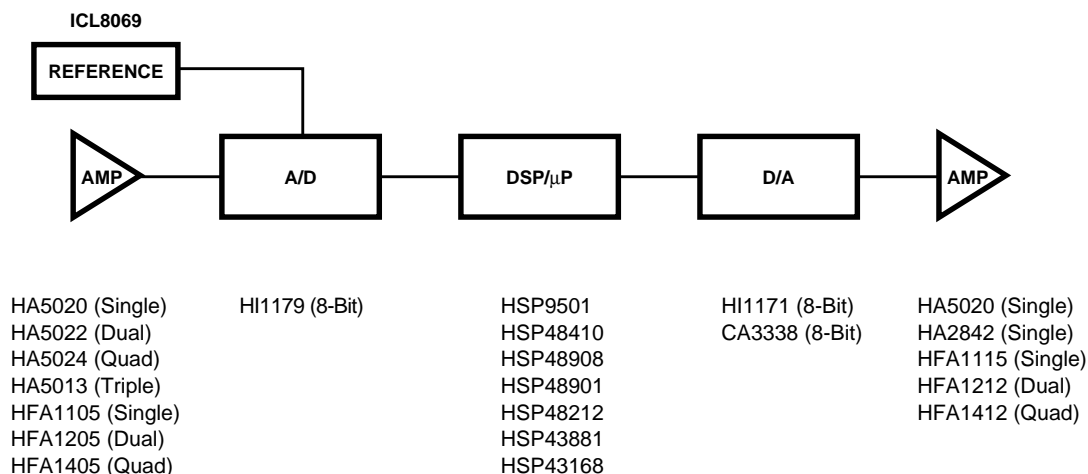 ICL8069
REFERENCE
AMP
A/D
DSP/μP
D/A
AMP
HA5020 (Single)
HA5022 (Dual)
HA5024 (Quad)
HA5013 (Triple)
HFA1105 (Single)
HFA1205 (Dual)
HFA1405 (Quad)
HI1179 (8-Bit)
HSP9501
HSP48410
HSP48908
HSP48901
HSP48212
HSP43881
HSP43168
HI1171 (8-Bit)
CA3338 (8-Bit)
HA5020 (Single)
HA2842 (Single)
HFA1115 (Single)
HFA1212 (Dual)
HFA1412 (Quad)